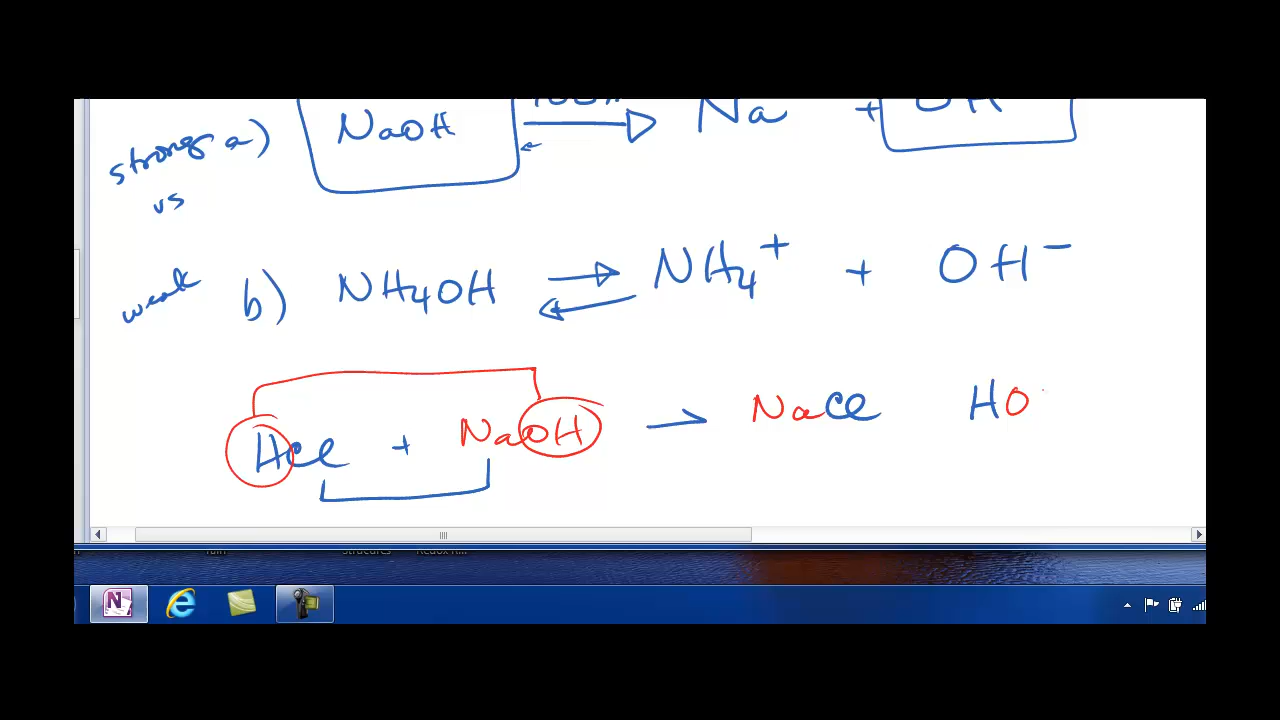 strong a) NaOH Na + OH
vs
weak b) NH4OH ⇌ NH4+ + OH−
HCl + NaOH → NaCl HO